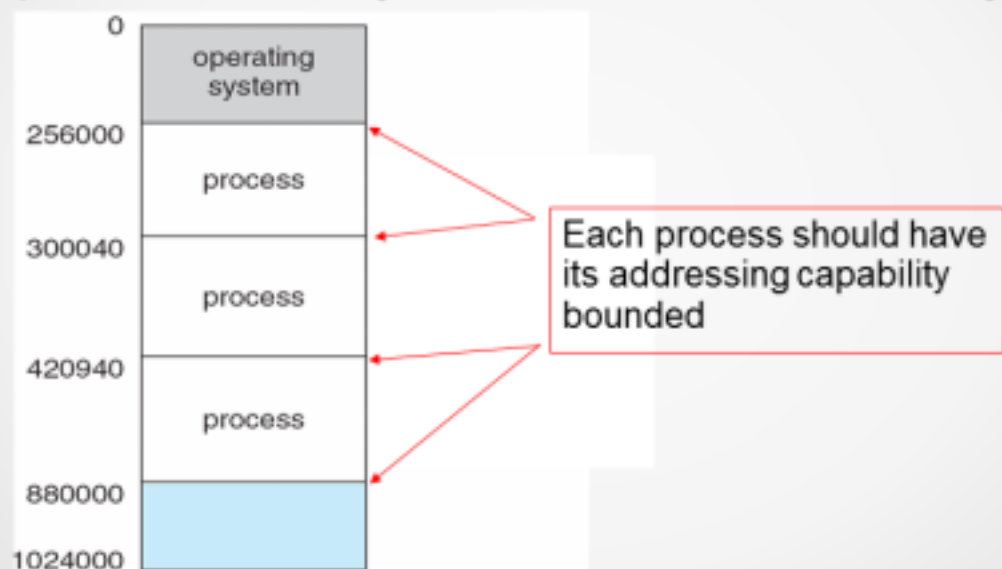 0
operating
system
256000
process
300040
process
420940
process
880000
1024000
Each process should have
its addressing capability
bounded